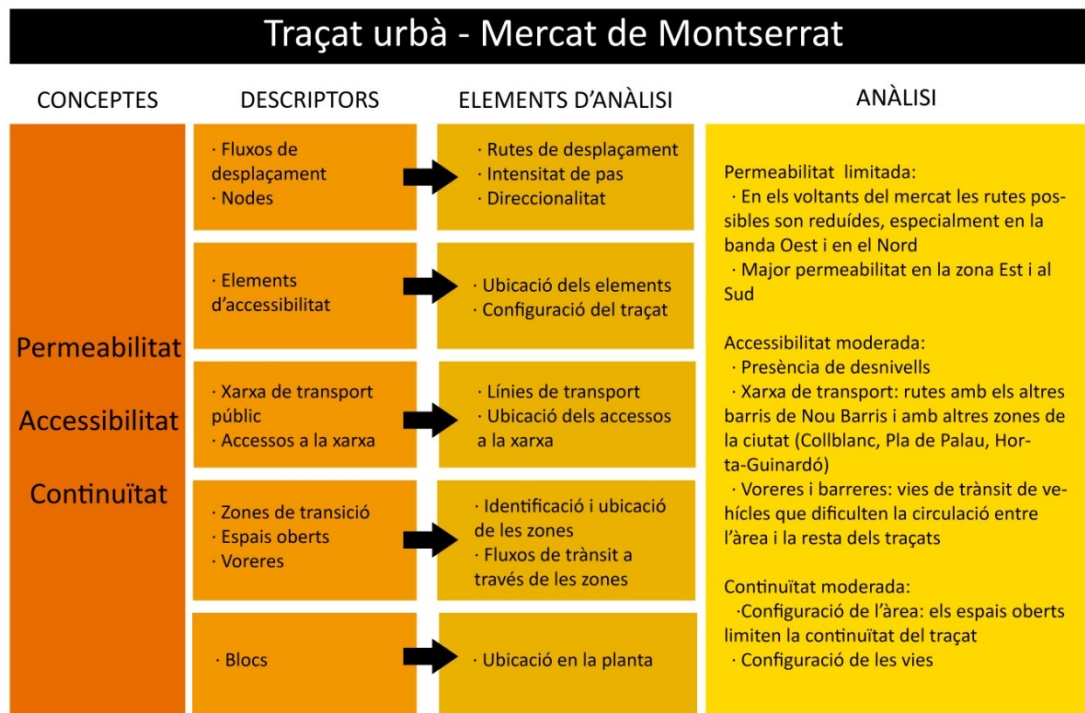 Traçat urbà - Mercat de Montserrat
CONCEPTES
DESCRIPTORS
ELEMENTS D'ANÀLISI
ANÀLISI
Permeabilitat
Accessibilitat
Continuïtat
· Fluxos de
desplaçament
· Nodes
· Rutes de desplaçament
· Intensitat de pas
· Direccionalitat
· Elements
d'accessibilitat
· Ubicació dels elements
· Configuració del traçat
· Xarxa de transport
públic
· Accessos a la xarxa
· Línies de transport
· Ubicació dels accessos
a la xarxa
· Zones de transició
· Espais oberts
· Voreres
· Identificació i ubicació
de les zones
· Fluxos de trànsit a
través de les zones
· Blocs
· Ubicació en la planta
Permeabilitat limitada:
· En els voltants del mercat les rutes pos-
sibles son reduídes, especialment en la
banda Oest i en el Nord
· Major permeabilitat en la zona Est i al
Sud
Accessibilitat moderada:
· Presència de desnivells
· Xarxa de transport: rutes amb els altres
barris de Nou Barris i amb altres zones de
la ciutat (Collblanc, Pla de Palau, Hor-
ta-Guinardó)
· Voreres i barreres: vies de trànsit de ve-
hícles que dificulten la circulació entre
l'àrea i la resta dels traçats
Continuïtat moderada:
·Configuració de l'àrea: els espais oberts
limiten la continuïtat del traçat
· Configuració de les vies